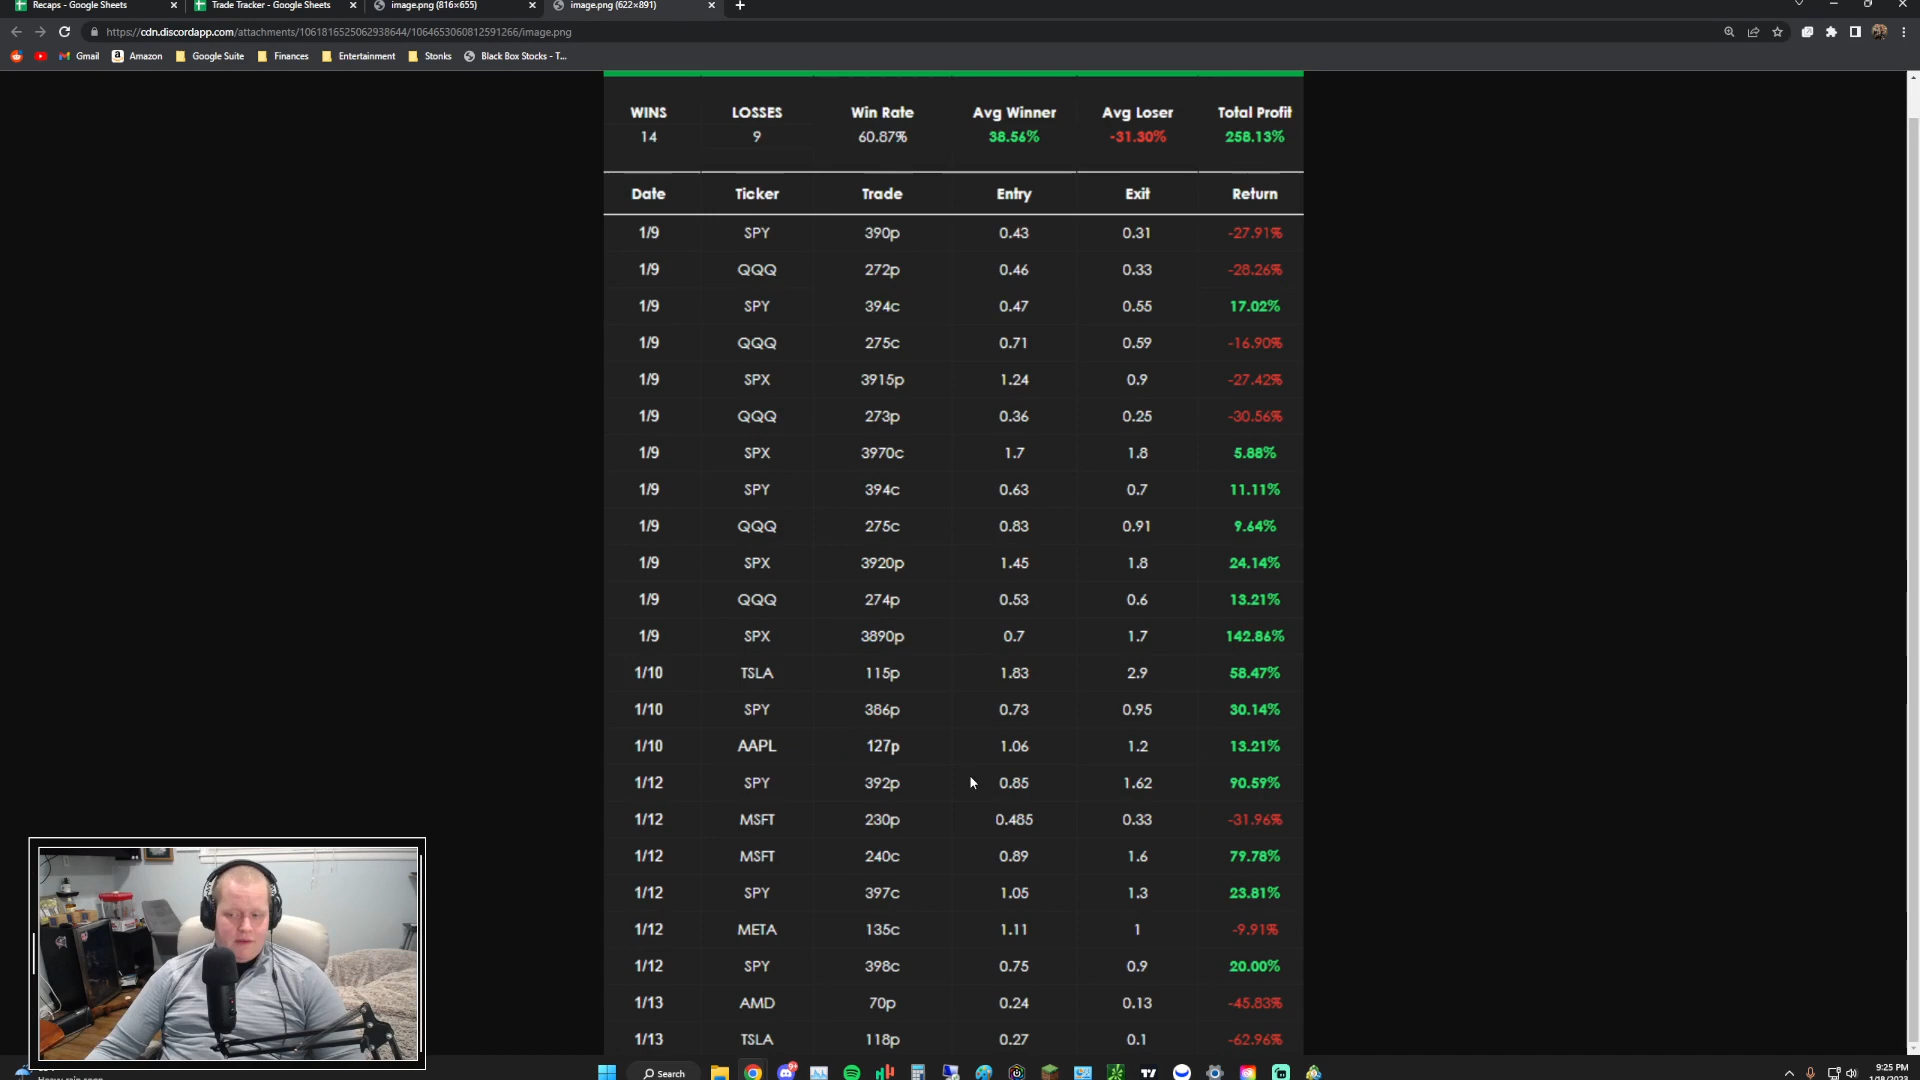 Recaps - Google Sheets
Trade Tracker - Google Sheets
image.png (816×655)
image.png (622×891)
https://cdn.discordapp.com/attachments/1061816525062938644/1064653060812591266/image.png
Gmail
Amazon
Google Suite
Finances
Entertainment
Stonks
Black Box Stocks - T...
WINS LOSSES Win Rate Avg Winner Avg Loser Total Profit
14 9 60.87% 38.56% -31.30% 258.13%
Date Ticker Trade Entry Exit Return
1/9 SPY 390p 0.43 0.31 -27.91%
1/9 QQQ 272p 0.46 0.33 -28.26%
1/9 SPY 394c 0.47 0.55 17.02%
1/9 QQQ 275c 0.71 0.59 -16.90%
1/9 SPX 3915p 1.24 0.9 -27.42%
1/9 QQQ 273p 0.36 0.25 -30.56%
1/9 SPX 3970c 1.7 1.8 5.88%
1/9 SPY 394c 0.63 0.7 11.11%
1/9 QQQ 275c 0.83 0.91 9.64%
1/9 SPX 3920p 1.45 1.8 24.14%
1/9 QQQ 274p 0.53 0.6 13.21%
1/9 SPX 3890p 0.7 1.7 142.86%
1/10 TSLA 115p 1.83 2.9 58.47%
1/10 SPY 386p 0.73 0.95 30.14%
1/10 AAPL 127p 1.06 1.2 13.21%
1/12 SPY 392p 0.85 1.62 90.59%
1/12 MSFT 230p 0.485 0.33 -31.96%
1/12 MSFT 240c 0.89 1.6 79.78%
1/12 SPY 397c 1.05 1.3 23.81%
1/12 META 135c 1.11 1 -9.91%
1/12 SPY 398c 0.75 0.9 20.00%
1/13 AMD 70p 0.24 0.13 -45.83%
1/13 TSLA 118p 0.27 0.1 -62.96%
Search
9:25 PM